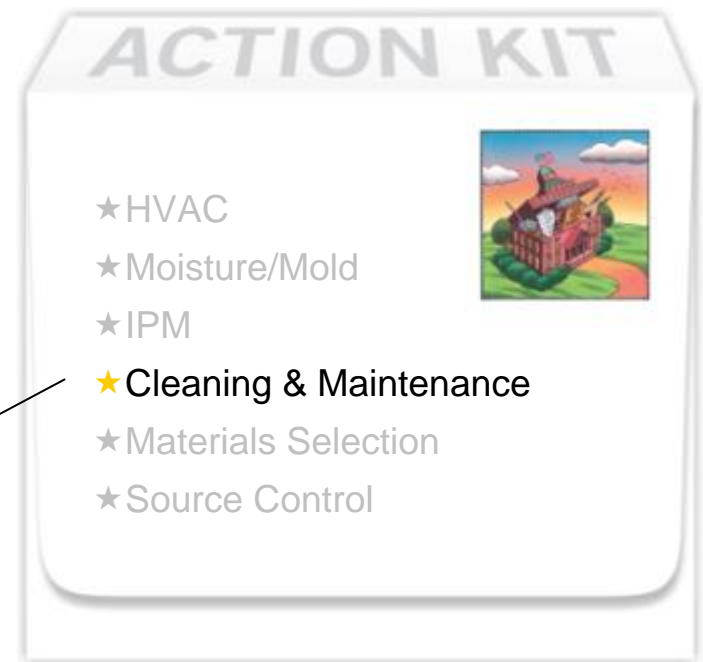 ACTION KIT
★HVAC
★Moisture/Mold
★IPM
★Cleaning & Maintenance
★Materials Selection
★Source Control